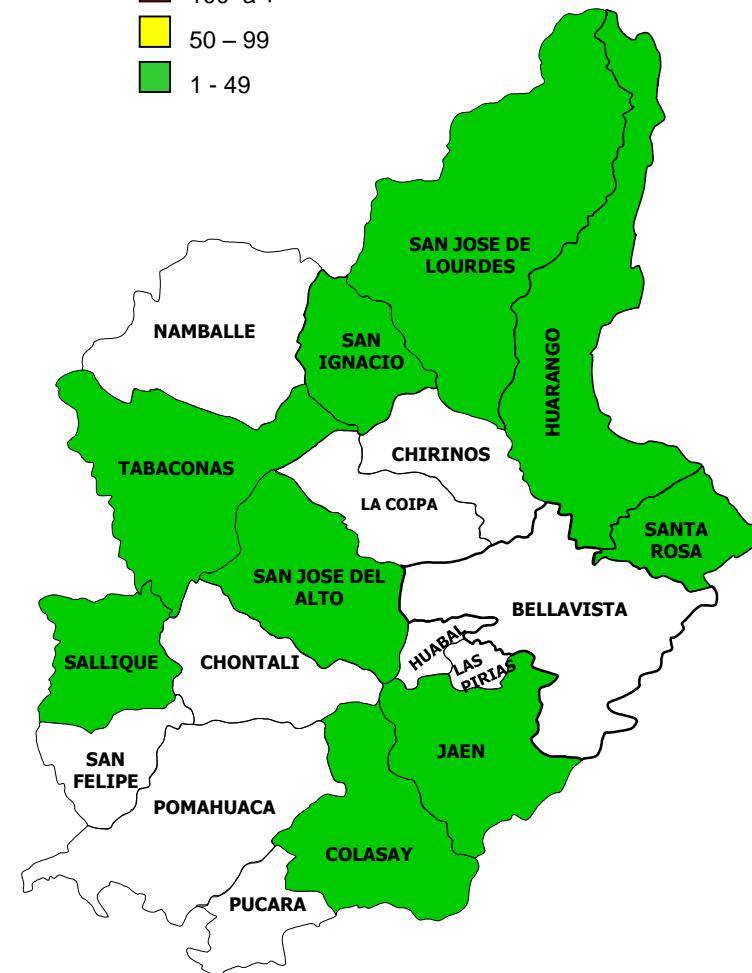 50 – 99
1 - 49
SAN JOSE DE
LOURDES
NAMBALLE
SAN
IGNACIO
HUARANGO
CHIRINOS
TABACONAS
LA COIPA
SANTA
ROSA
SAN JOSE DEL
ALTO
BELLAVISTA
HUABAL
LAS
PIRIAS
SALLIQUE
CHONTALI
JAEN
SAN
FELIPE
POMAHUACA
COLASAY
PUCARA